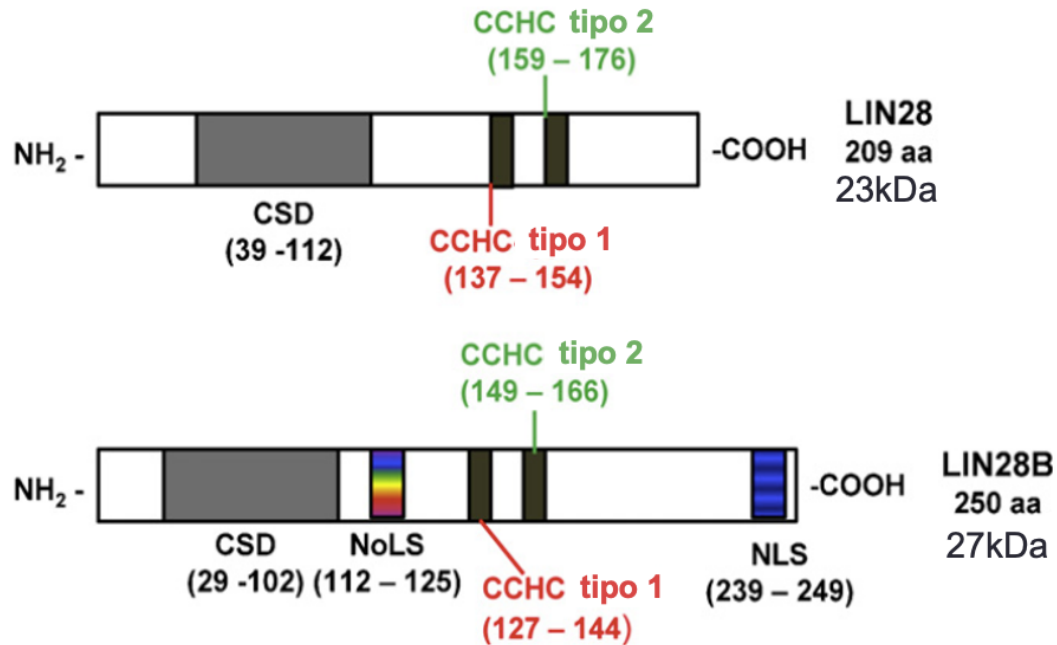 CCHC tipo 2
(159 – 176)
NH2 -
-COOH
LIN28
209 aa
23kDa
CSD
(39 -112)
CCHC tipo 1
(137 – 154)
CCHC tipo 2
(149 – 166)
NH2 -
-COOH
LIN28B
250 aa
27kDa
CSD
(29 -102)
NoLS
(112 – 125)
NLS
(239 – 249)
CCHC tipo 1
(127 – 144)